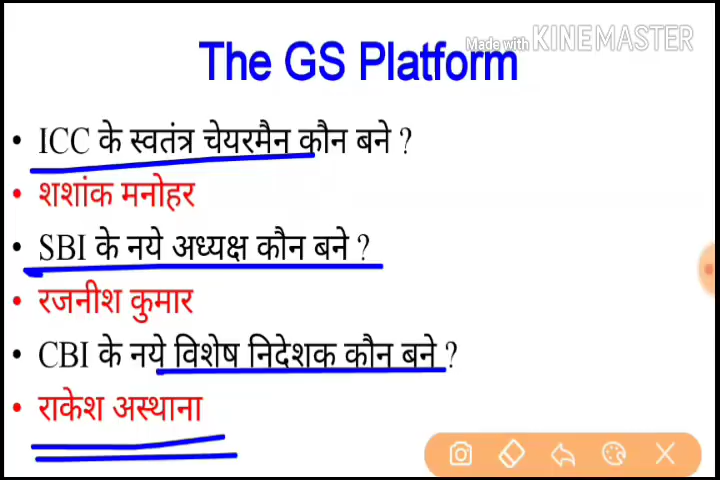 Made with KINEMASTER
The GS Platform
• ICC के स्वतंत्र चेयरमैन कौन बने ?
• शशांक मनोहर
• SBI के नये अध्यक्ष कौन बने ?
• रजनीश कुमार
• CBI के नये विशेष निदेशक कौन बने ?
• राकेश अस्थाना